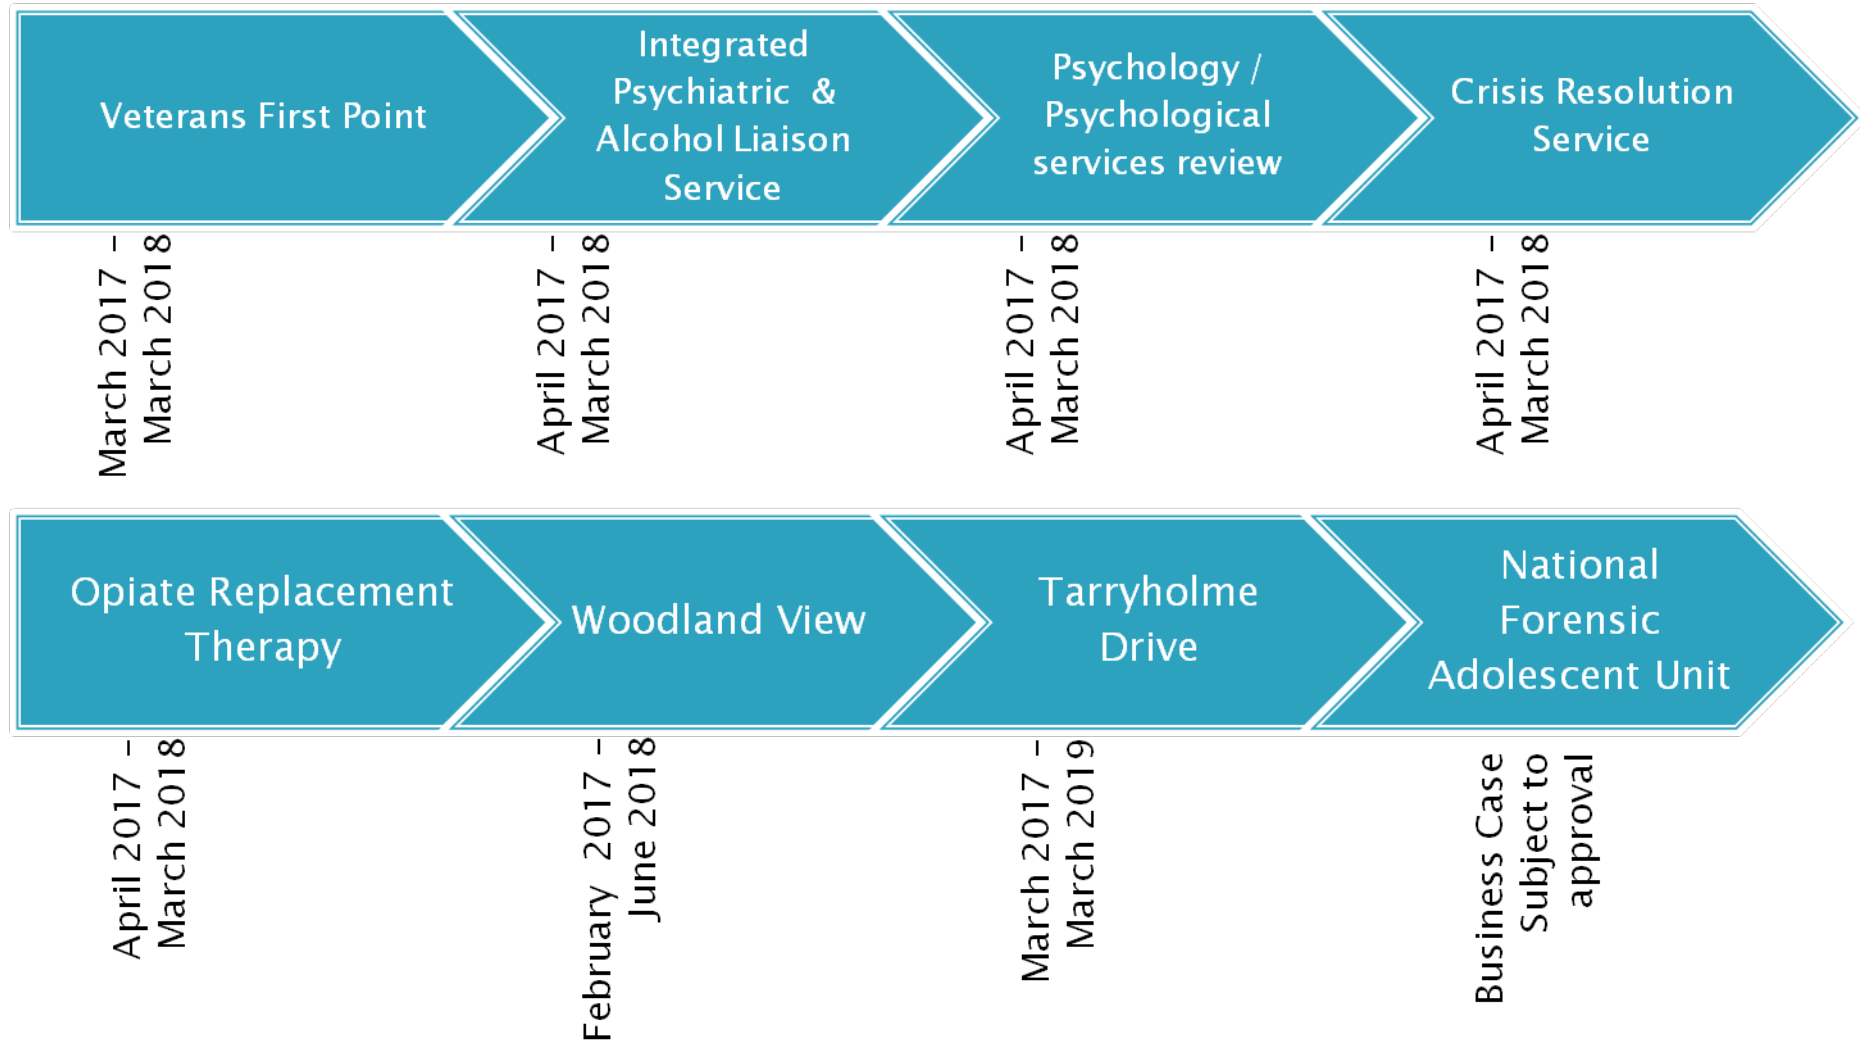 Veterans First Point
Integrated
Psychiatric & 
Alcohol Liaison
Service
Psychology /
Psychological
services review
Crisis Resolution
Service
March 2017 –
March 2018
April 2017 –
March 2018
April 2017 –
March 2018
April 2017 –
March 2018
Opiate Replacement
Therapy
Woodland View
Tarryholme
Drive
National
Forensic
Adolescent Unit
April 2017 –
March 2018
February 2017 –
June 2018
March 2017 –
March 2019
Business Case
Subject to
approval